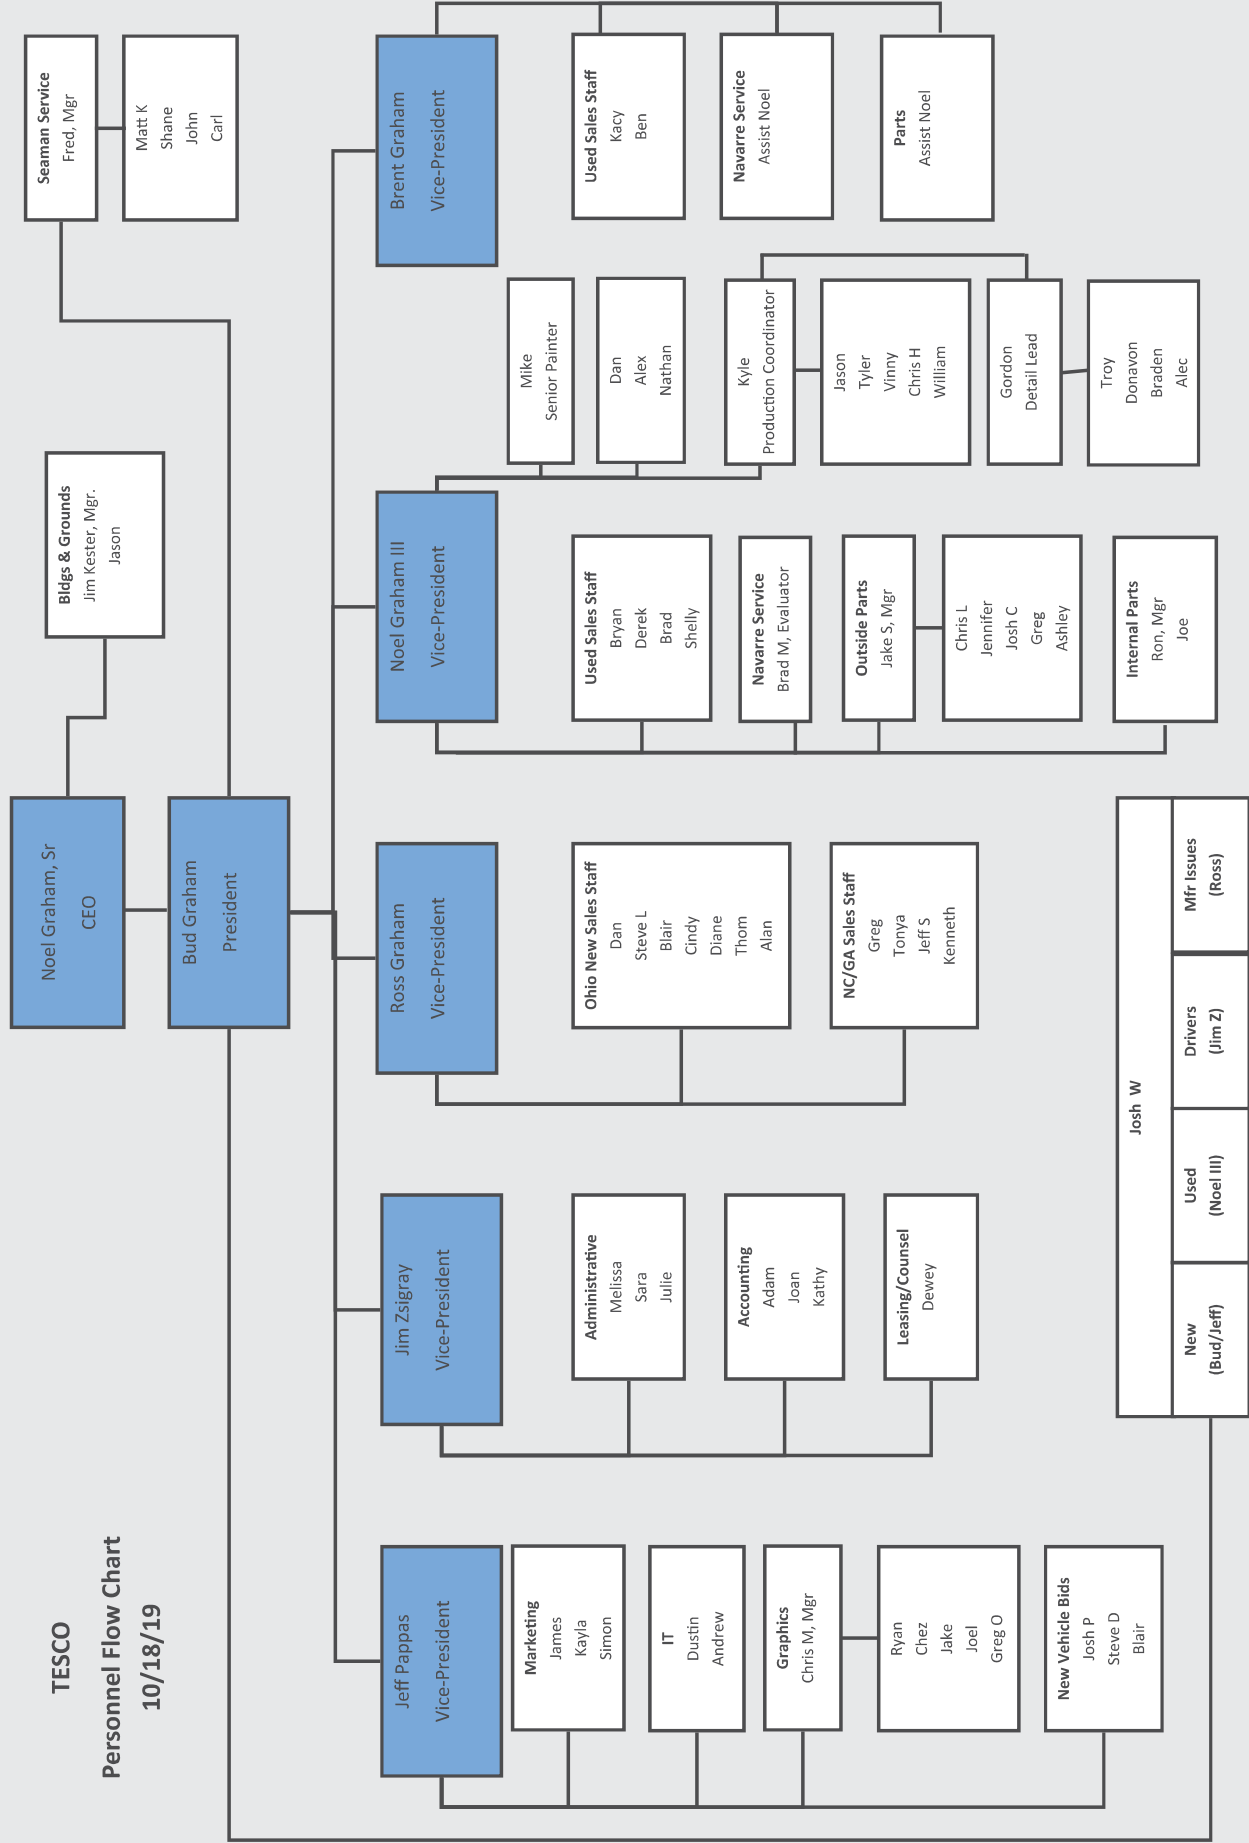 TESCO
Personnel Flow Chart
10/18/19
Noel Graham, Sr
CEO
Bud Graham
President
Bldgs & Grounds
Jim Kester, Mgr.
Jason
Seaman Service
Fred, Mgr
Matt K
Shane
John
Carl
Jeff Pappas
Vice-President
Marketing
James
Kayla
Simon
IT
Dustin
Andrew
Graphics
Chris M, Mgr
Ryan
Chez
Jake
Joel
Greg O
New Vehicle Bids
Josh P
Steve D
Blair
Jim Zsigray
Vice-President
Administrative
Melissa
Sara
Julie
Accounting
Adam
Joan
Kathy
Leasing/Counsel
Dewey
Ross Graham
Vice-President
Ohio New Sales Staff
Dan
Steve L
Blair
Cindy
Diane
Thom
Alan
NC/GA Sales Staff
Greg
Tonya
Jeff S
Kenneth
Noel Graham III
Vice-President
Used Sales Staff
Bryan
Derek
Brad
Shelly
Navarre Service
Brad M, Evaluator
Outside Parts
Jake S, Mgr
Chris L
Jennifer
Josh C
Greg
Ashley
Internal Parts
Ron, Mgr
Joe
Mike
Senior Painter
Dan
Alex
Nathan
Kyle
Production Coordinator
Jason
Tyler
Vinny
Chris H
William
Gordon
Detail Lead
Troy
Donavon
Braden
Alec
Brent Graham
Vice-President
Used Sales Staff
Kacy
Ben
Navarre Service
Assist Noel
Parts
Assist Noel
Josh W
New
(Bud/Jeff)
Used
(Noel III)
Drivers
(Jim Z)
Mfr Issues
(Ross)